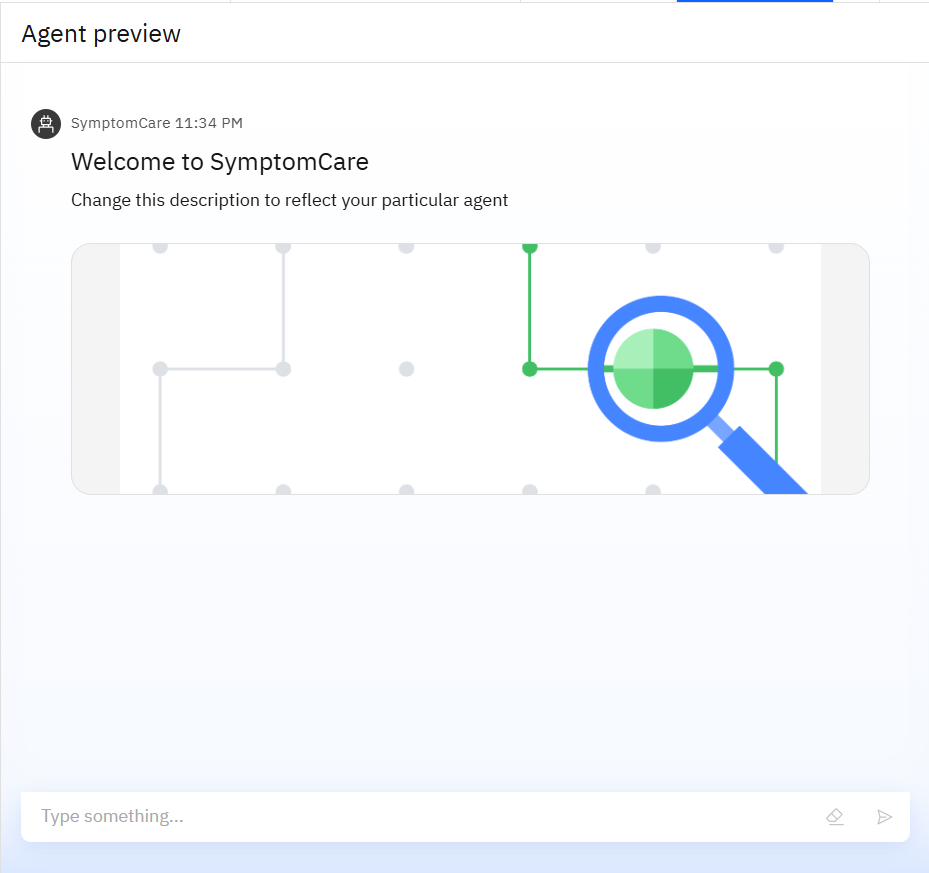 Agent preview
SymptomCare 11:34 PM
Welcome to SymptomCare
Change this description to reflect your particular agent
Type something...